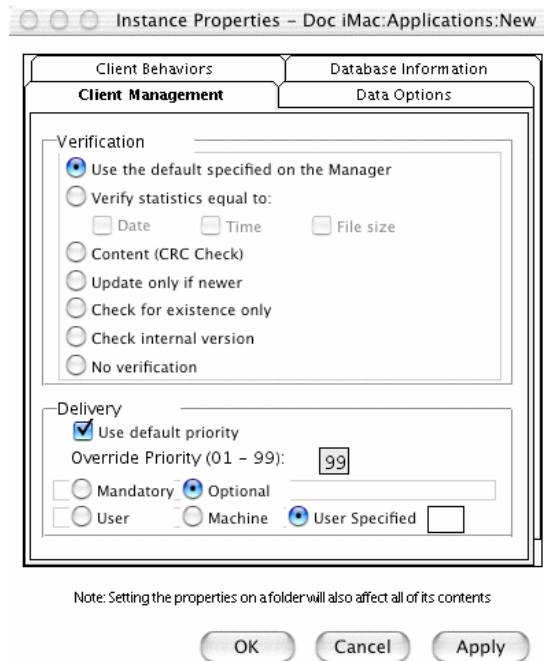 Instance Properties – Doc iMac:Applications:New
Client Behaviors Database Information
Client Management Data Options
Verification
Use the default specified on the Manager
Verify statistics equal to:
Date Time File size
Content (CRC Check)
Update only if newer
Check for existence only
Check internal version
No verification
Delivery
Use default priority
Override Priority (01 – 99): 99
Mandatory Optional
User Machine User Specified
Note: Setting the properties on a folder will also affect all of its contents
OK Cancel Apply